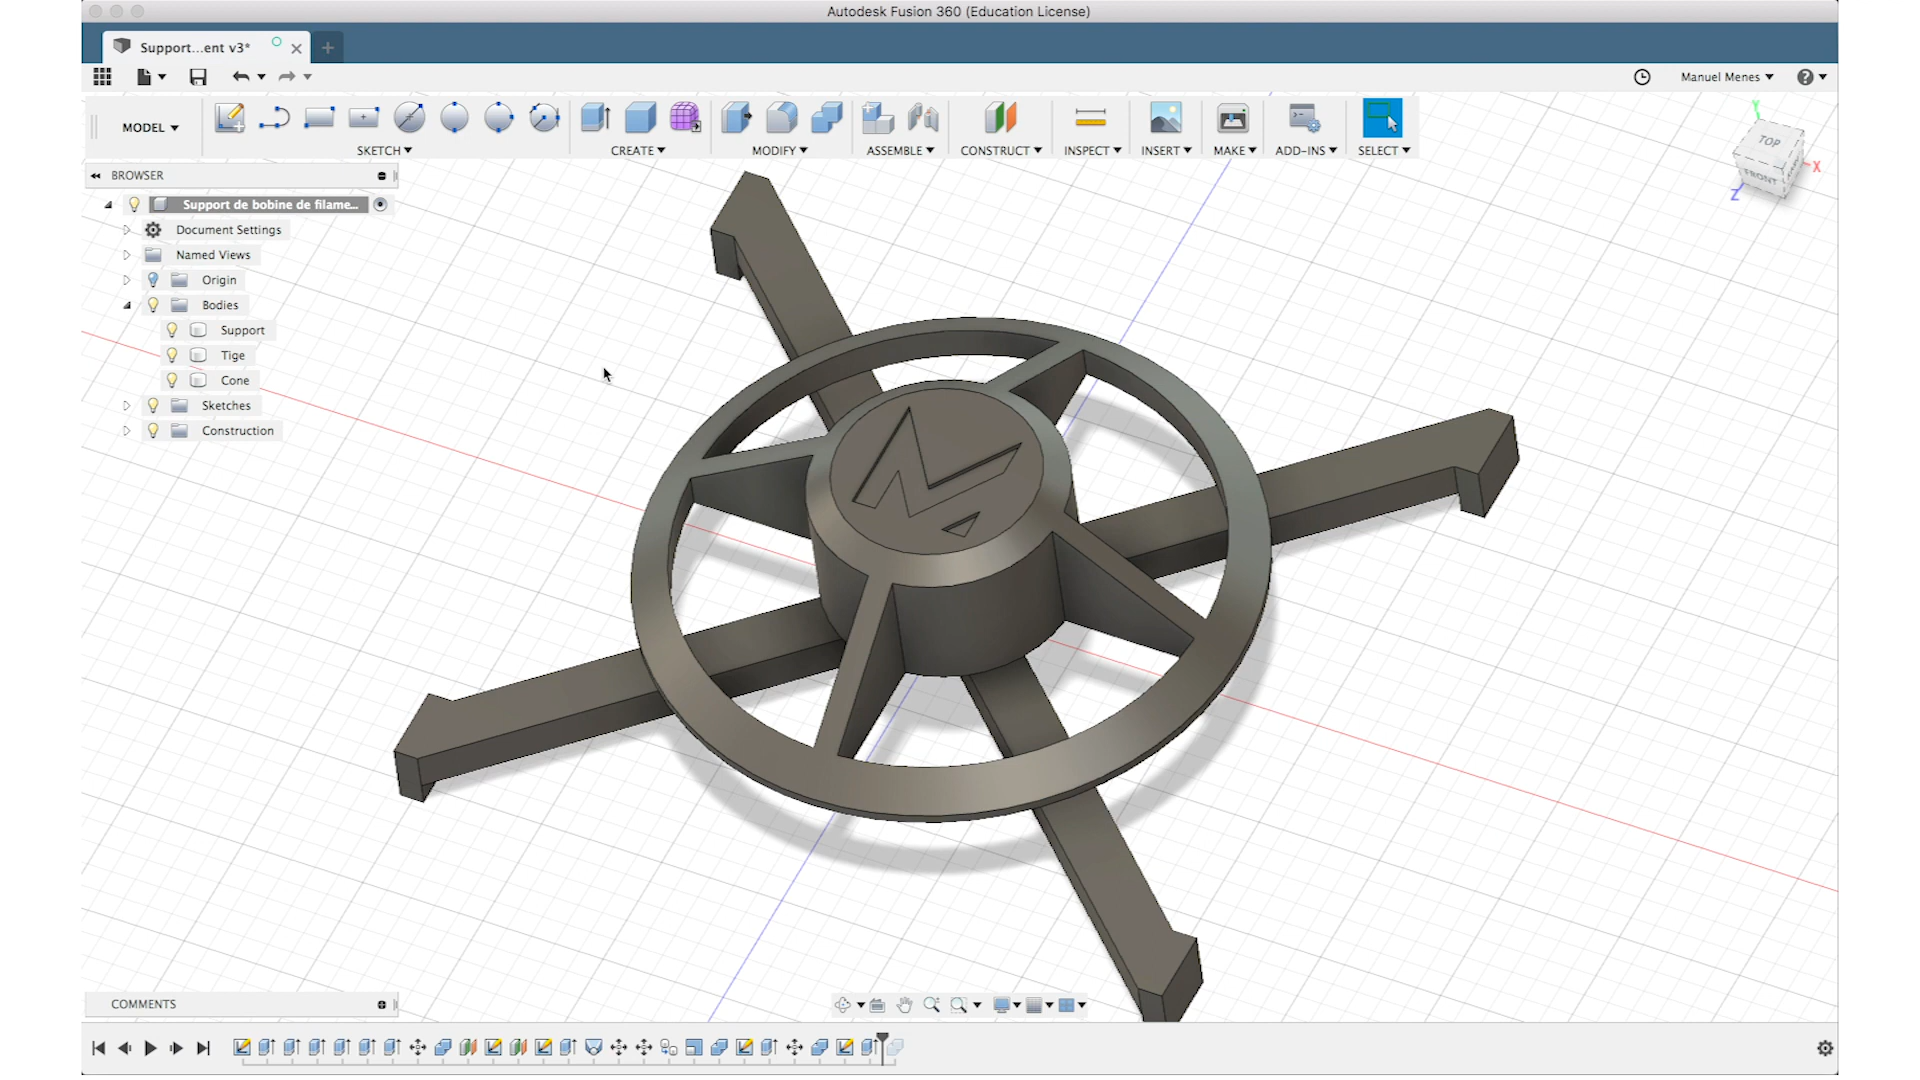 Autodesk Fusion 360 (Education License)
Support...ent v3*
Manuel Menes
MODEL
SKETCH
CREATE
MODIFY
ASSEMBLE
CONSTRUCT
INSPECT
INSERT
MAKE
ADD-INS
SELECT
Y
TOP
FRONT
X
Z
BROWSER
Support de bobine de filame...
Document Settings
Named Views
Origin
Bodies
Support
Tige
Cone
Sketches
Construction
COMMENTS